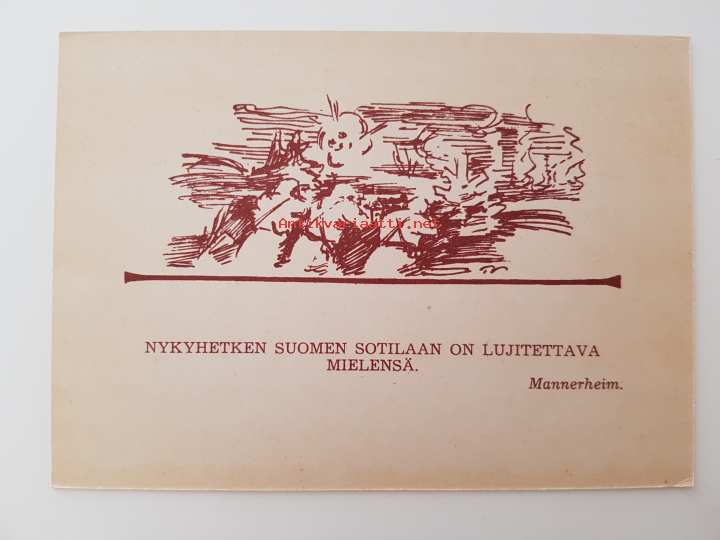 Antikvariaatti.net
NYKYHETKEN SUOMEN SOTILAAN ON LUJITETTAVA
MIELENSÄ.
Mannerheim.